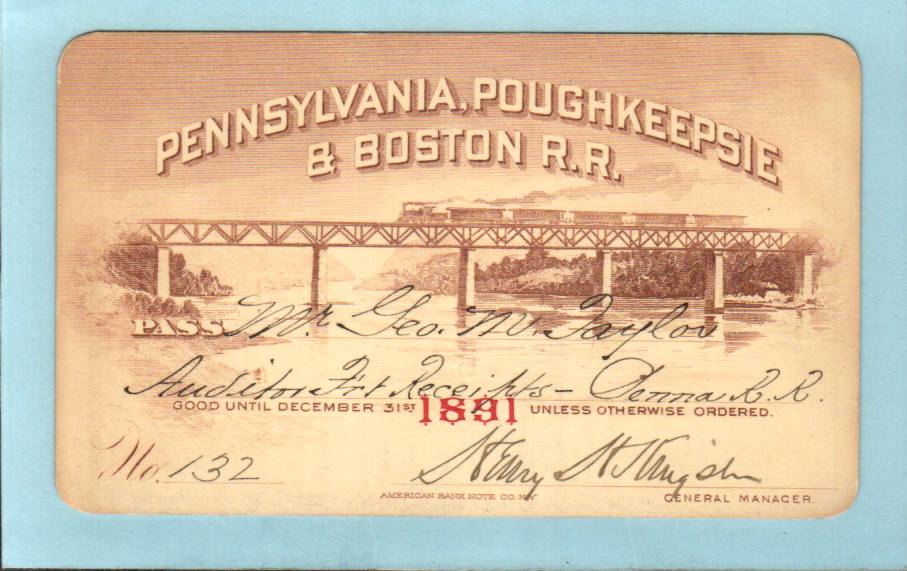 PENNSYLVANIA, POUGHKEEPSIE
& BOSTON R.R.
PASS Mr. Geo. M. Taylor
Auditor Frt Receipts - Penna R.R.
GOOD UNTIL DECEMBER 31ST 1891 UNLESS OTHERWISE ORDERED.
No. 132
AMERICAN BANK NOTE CO. N.Y.
GENERAL MANAGER.